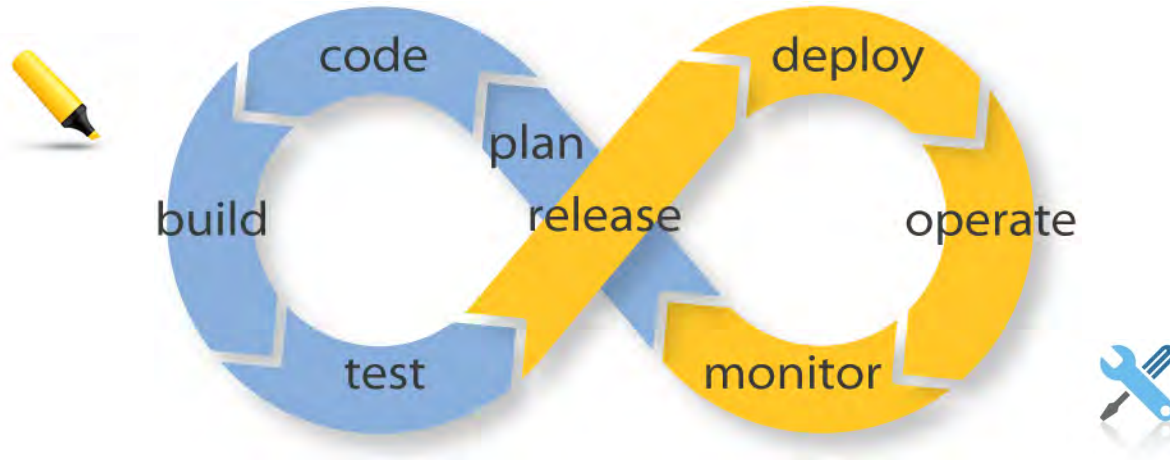 code
deploy
plan
build
release
operate
test
monitor